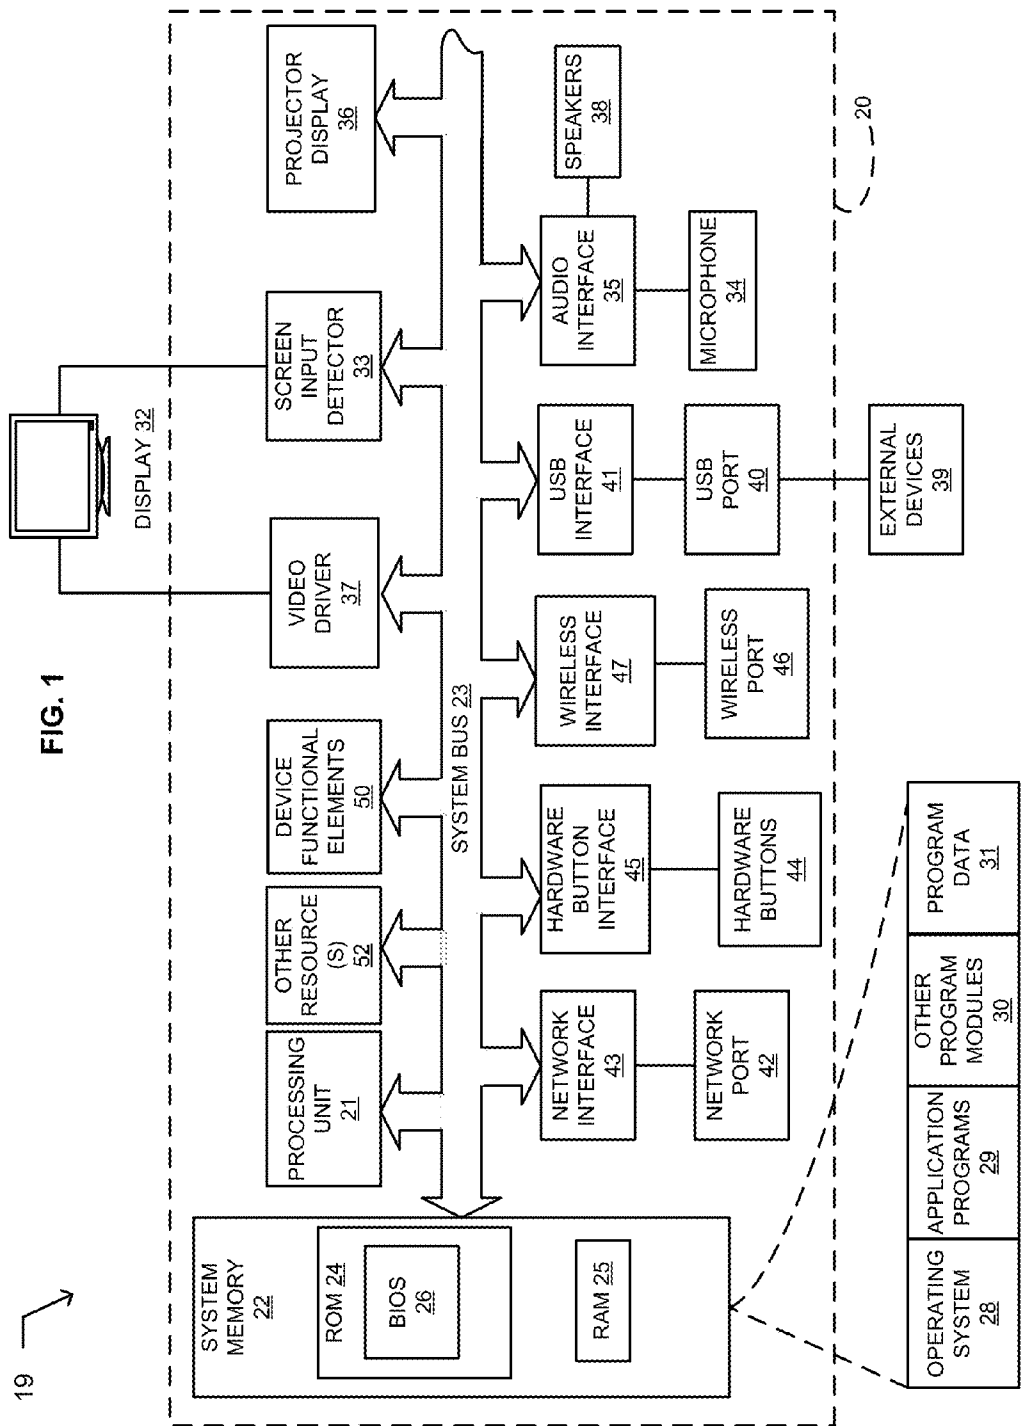 FIG. 1
19
DISPLAY 32
SYSTEM
MEMORY
22
ROM 24
BIOS
26
RAM 25
PROCESSING
UNIT
21
OTHER
RESOURCE
(S)
52
DEVICE
FUNCTIONAL
ELEMENTS
50
VIDEO
DRIVER
37
SCREEN
INPUT
DETECTOR
33
PROJECTOR
DISPLAY
36
SYSTEM BUS 23
NETWORK
INTERFACE
43
HARDWARE
BUTTON
INTERFACE
45
WIRELESS
INTERFACE
47
USB
INTERFACE
41
AUDIO
INTERFACE
35
SPEAKERS
38
NETWORK
PORT
42
HARDWARE
BUTTONS
44
WIRELESS
PORT
46
USB
PORT
40
MICROPHONE
34
20
EXTERNAL
DEVICES
39
OPERATING
SYSTEM
28
APPLICATION
PROGRAMS
29
OTHER
PROGRAM
MODULES
30
PROGRAM
DATA
31